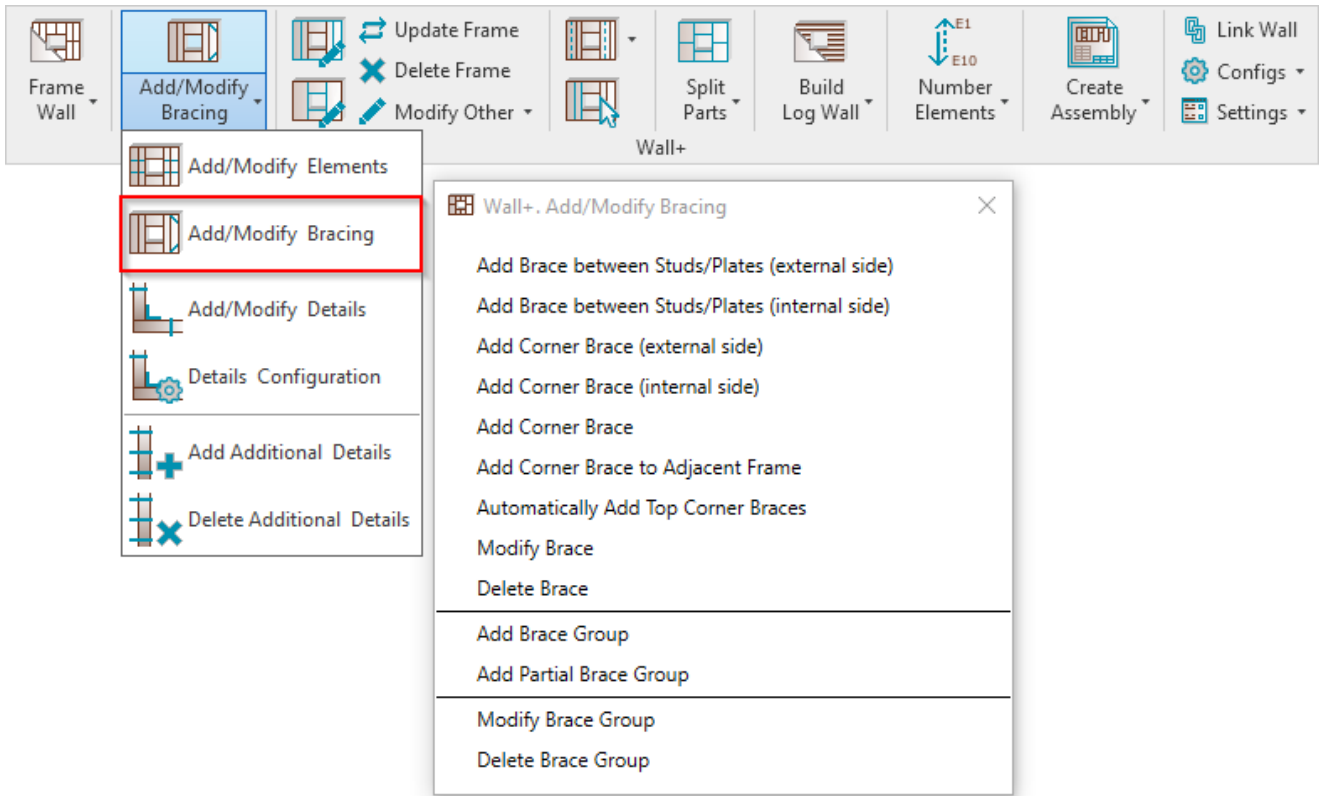 Frame
Wall
Add/Modify
Bracing
Update Frame
Delete Frame
Modify Other
Split
Parts
Build
Log Wall
E1
E10
Number
Elements
Create
Assembly
Link Wall
Configs
Settings
Wall+
Add/Modify Elements
Add/Modify Bracing
Add/Modify Details
Details Configuration
Add Additional Details
Delete Additional Details
Wall+. Add/Modify Bracing
Add Brace between Studs/Plates (external side)
Add Brace between Studs/Plates (internal side)
Add Corner Brace (external side)
Add Corner Brace (internal side)
Add Corner Brace
Add Corner Brace to Adjacent Frame
Automatically Add Top Corner Braces
Modify Brace
Delete Brace
Add Brace Group
Add Partial Brace Group
Modify Brace Group
Delete Brace Group